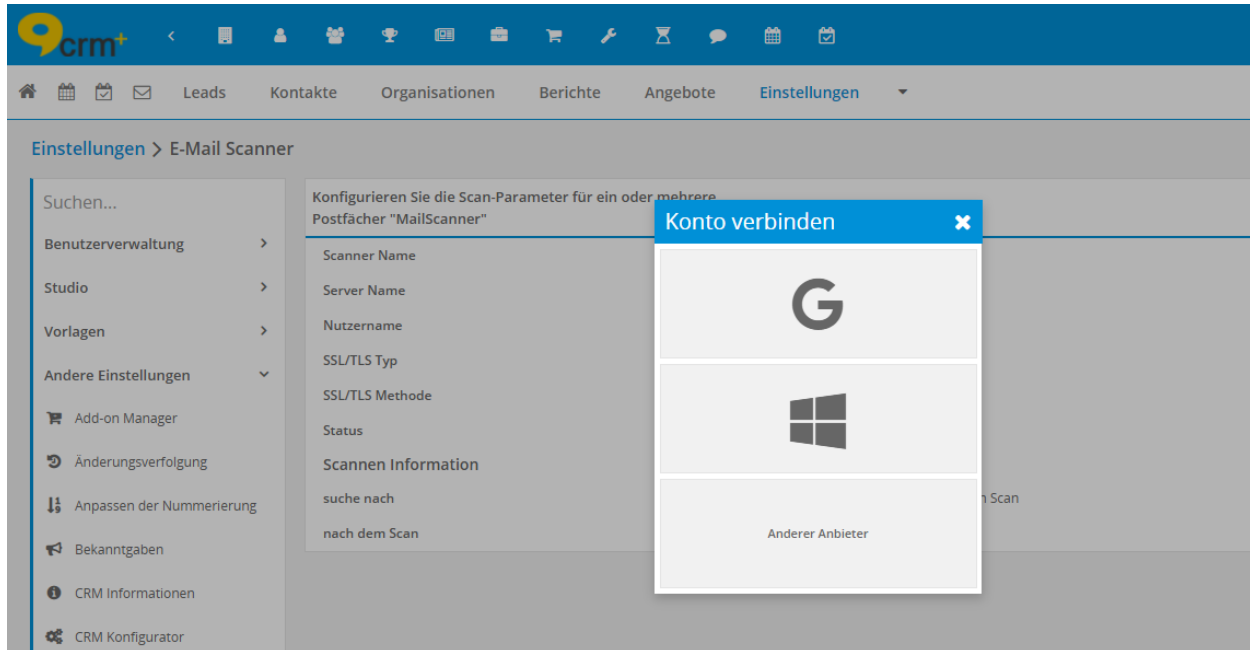 crm+
Leads Kontakte Organisationen Berichte Angebote Einstellungen
Einstellungen > E-Mail Scanner
Suchen...
Benutzerverwaltung
Studio
Vorlagen
Andere Einstellungen
Add-on Manager
Änderungsverfolgung
Anpassen der Nummerierung
Bekanntgaben
CRM Informationen
CRM Konfigurator
Konfigurieren Sie die Scan-Parameter für ein oder mehrere
Postfächer "MailScanner"
Scanner Name
Server Name
Nutzername
SSL/TLS Typ
SSL/TLS Methode
Status
Scannen Information
suche nach
Scan
nach dem Scan
Konto verbinden
G
Anderer Anbieter